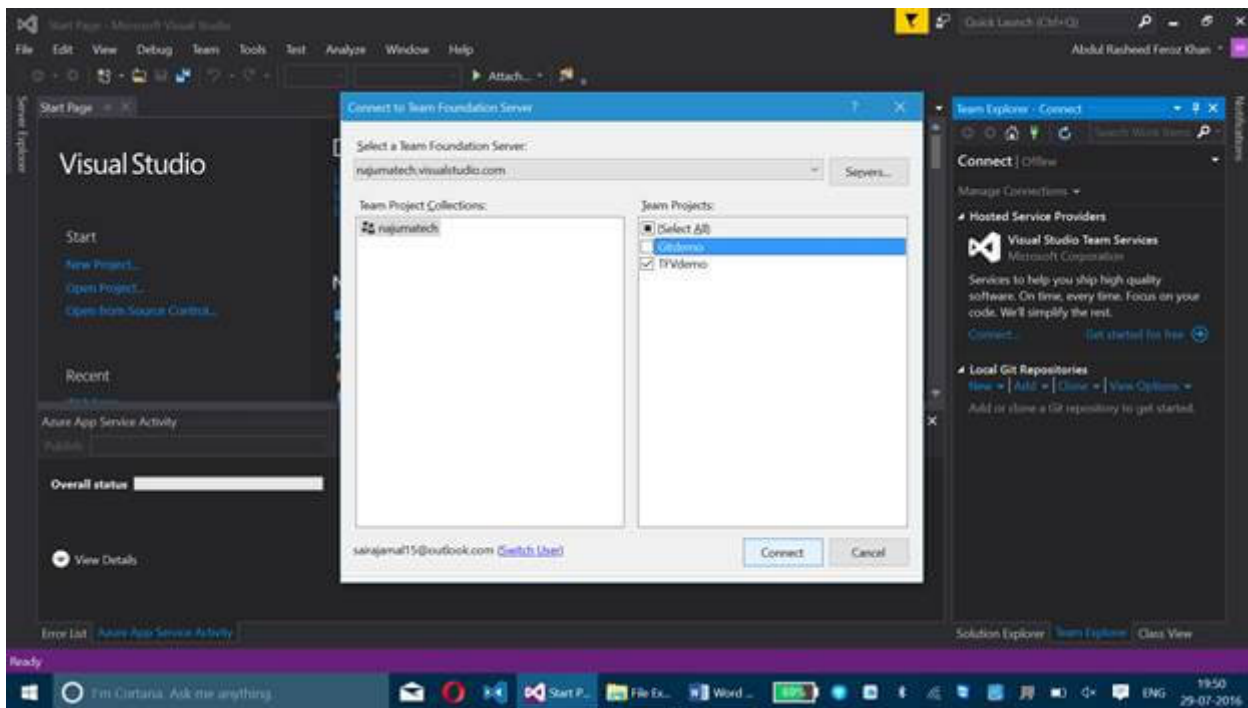 Start Page - Microsoft Visual Studio
Quick Launch (Ctrl+Q)
File Edit View Debug Team Tools Test Analyze Window Help
Abdul Rasheed Feroz Khan
Attach...
Server Explorer
Start Page
Visual Studio
Start
New Project...
Open Project...
Open from Source Control...
Recent
Azure App Service Activity
Publish
Overall status
View Details
Error List Azure App Service Activity
Connect to Team Foundation Server
Select a Team Foundation Server:
najumatech.visualstudio.com
Servers...
Team Project Collections:
najumatech
Team Projects:
(Select All)
Gitdemo
TFVdemo
sairajamal15@outlook.com (Switch User)
Connect Cancel
Team Explorer - Connect
Search Work Items
Connect | Offline
Manage Connections
Hosted Service Providers
Visual Studio Team Services
Microsoft Corporation
Services to help you ship high quality
software. On time, every time. Focus on your
code. We'll simplify the rest.
Connect... Get started for free
Local Git Repositories
New | Add | Clone | View Options
Add or clone a Git repository to get started.
Solution Explorer Team Explorer Class View
Notifications
Ready
I'm Cortana. Ask me anything.
Start P... File Ex... Word ...
ENG
19:50
29-07-2016